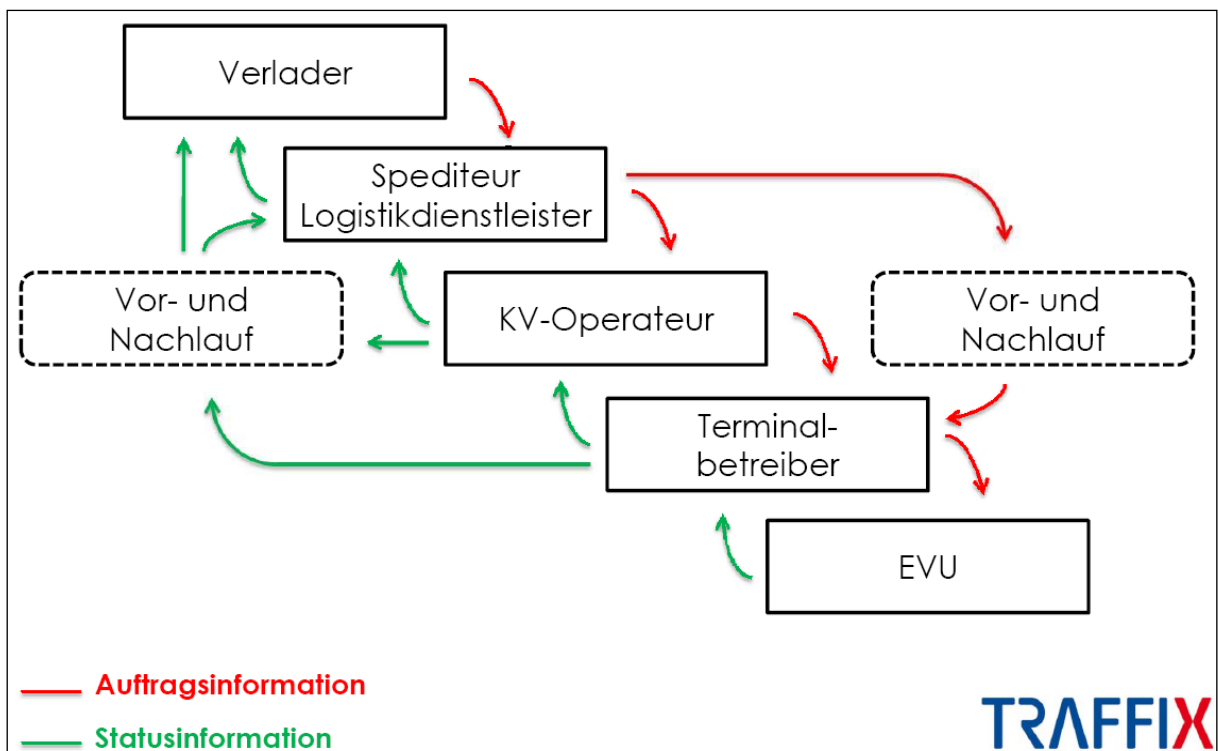 Verlader
Spediteur
Logistikdienstleister
Vor- und
Nachlauf
KV-Operateur
Vor- und
Nachlauf
Terminal-
betreiber
EVU
Auftragsinformation
Statusinformation
TRAFFIX